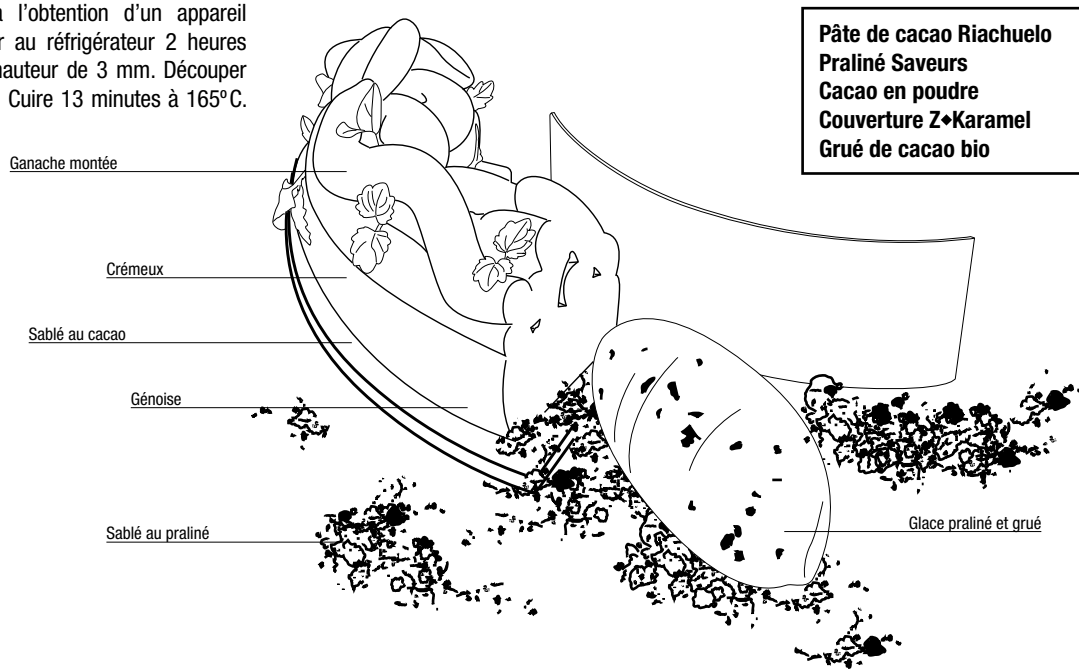 à l'obtention d'un appareil
au réfrigérateur 2 heures
hauteur de 3 mm. Découper
Cuire 13 minutes à 165º C.
Pâte de cacao Riachuelo
Praliné Saveurs
Cacao en poudre
Couverture Z◆Karamel
Grué de cacao bio
Ganache montée
Crémeux
Sablé au cacao
Génoise
Sablé au praliné
Glace praliné et grué